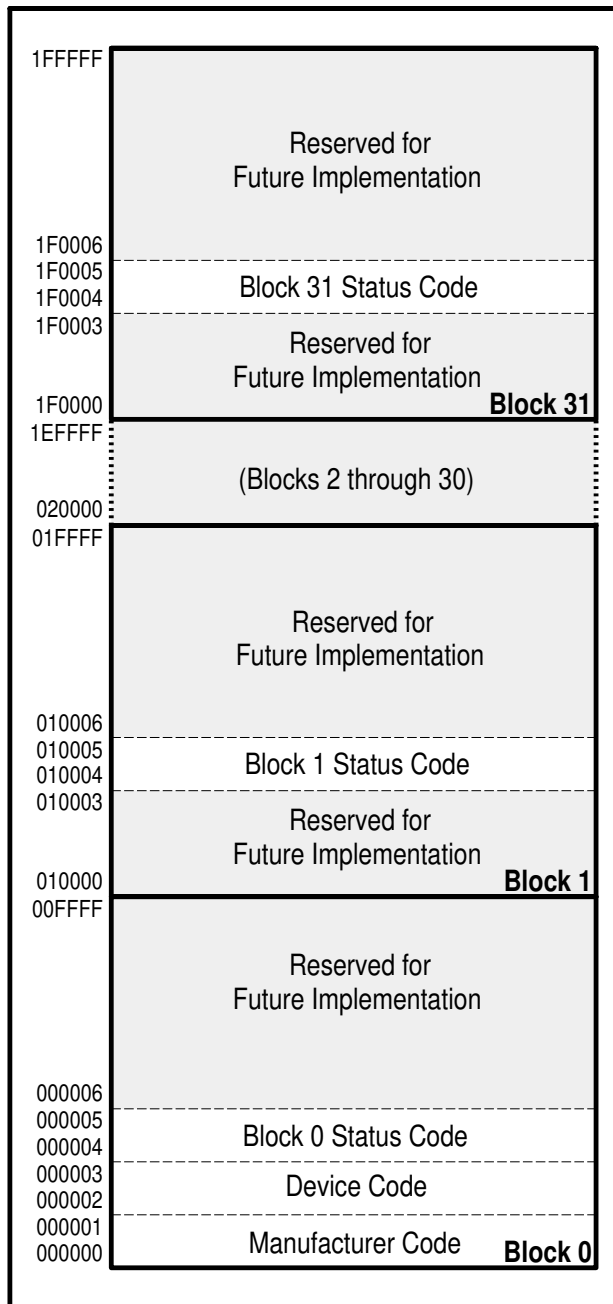 1FFFFF
Reserved for
Future Implementation
1F0006
1F0005
Block 31 Status Code
1F0004
1F0003
Reserved for
Future Implementation
1F0000
Block 31
1EFFFF
(Blocks 2 through 30)
020000
01FFFF
Reserved for
Future Implementation
010006
010005
Block 1 Status Code
010004
010003
Reserved for
Future Implementation
010000
Block 1
00FFFF
Reserved for
Future Implementation
000006
000005
Block 0 Status Code
000004
000003
Device Code
000002
000001
Manufacturer Code
000000
Block 0